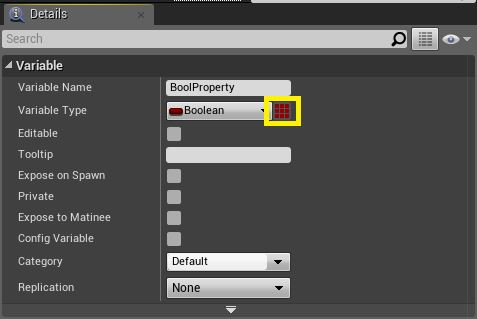 Details
Search
Variable
Variable Name BoolProperty
Variable Type Boolean
Editable
Tooltip
Expose on Spawn
Private
Expose to Matinee
Config Variable
Category Default
Replication None